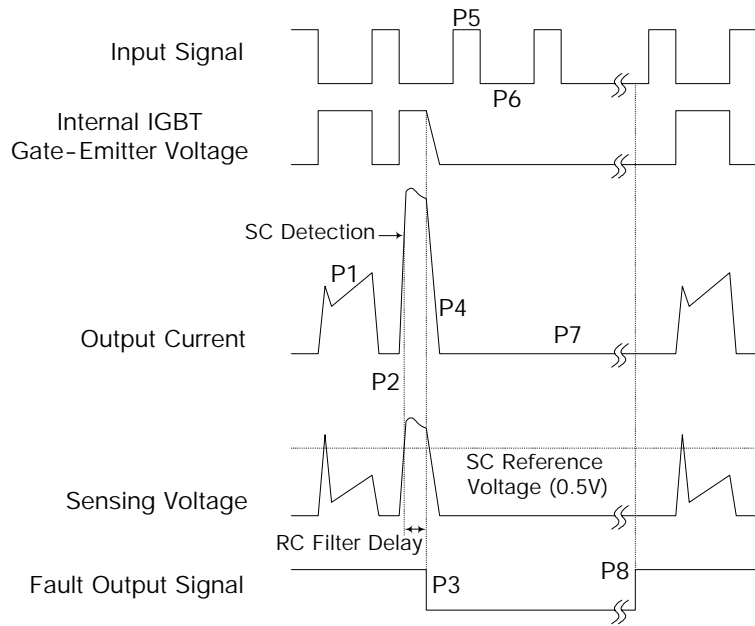 P5
Input Signal
P6
Internal IGBT
Gate-Emitter Voltage
SC Detection
P1
P4
Output Current
P7
P2
SC Reference
Voltage (0.5V)
Sensing Voltage
RC Filter Delay
Fault Output Signal
P3
P8